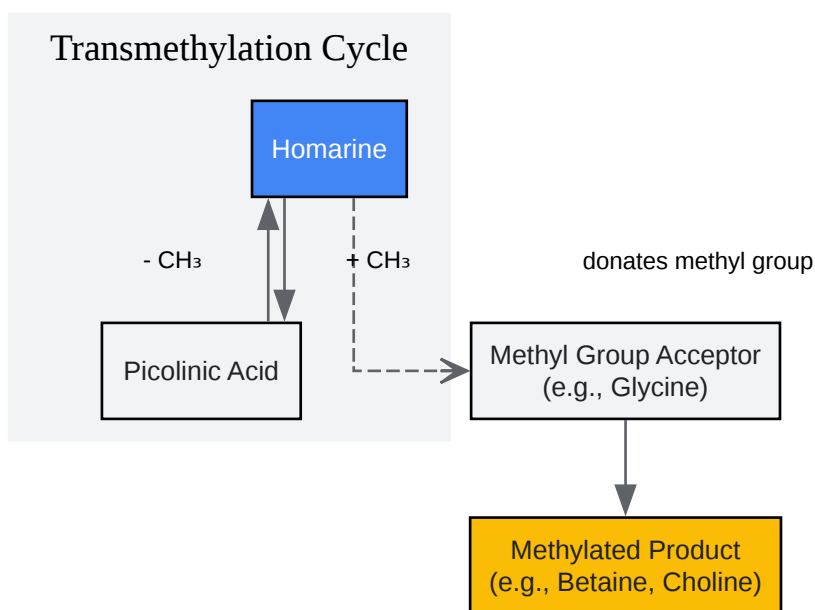 Transmethylation Cycle
Homarine
- CH₃
+ CH₃
donates methyl group
Picolinic Acid
Methyl Group Acceptor
(e.g., Glycine)
Methylated Product
(e.g., Betaine, Choline)